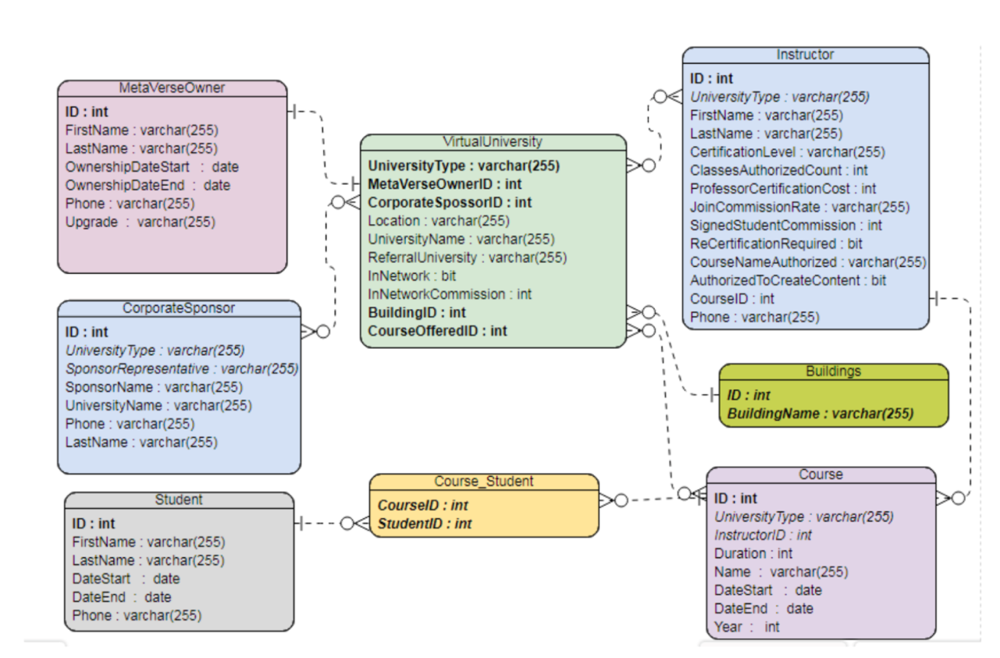 MetaVerseOwner
ID : int
FirstName : varchar(255)
LastName : varchar(255)
OwnershipDateStart : date
OwnershipDateEnd : date
Phone : varchar(255)
Upgrade : varchar(255)
CorporateSponsor
ID : int
UniversityType : varchar(255)
SponsorRepresentative : varchar(255)
SponsorName : varchar(255)
UniversityName : varchar(255)
Phone : varchar(255)
LastName : varchar(255)
Student
ID : int
FirstName : varchar(255)
LastName : varchar(255)
DateStart : date
DateEnd : date
Phone : varchar(255)
VirtualUniversity
UniversityType : varchar(255)
MetaVerseOwnerID : int
CorporateSpossorID : int
Location : varchar(255)
UniversityName : varchar(255)
ReferralUniversity : varchar(255)
InNetwork : bit
InNetworkCommission : int
BuildingID : int
CourseOfferedID : int
Course_Student
CourseID : int
StudentID : int
Instructor
ID : int
UniversityType : varchar(255)
FirstName : varchar(255)
LastName : varchar(255)
CertificationLevel : varchar(255)
ClassesAuthorizedCount : int
ProfessorCertificationCost : int
JoinCommissionRate : varchar(255)
SignedStudentCommission : int
ReCertificationRequired : bit
CourseNameAuthorized : varchar(255)
AuthorizedToCreateContent : bit
CourseID : int
Phone : varchar(255)
Buildings
ID : int
BuildingName : varchar(255)
Course
ID : int
UniversityType : varchar(255)
InstructorID : int
Duration : int
Name : varchar(255)
DateStart : date
DateEnd : date
Year : int